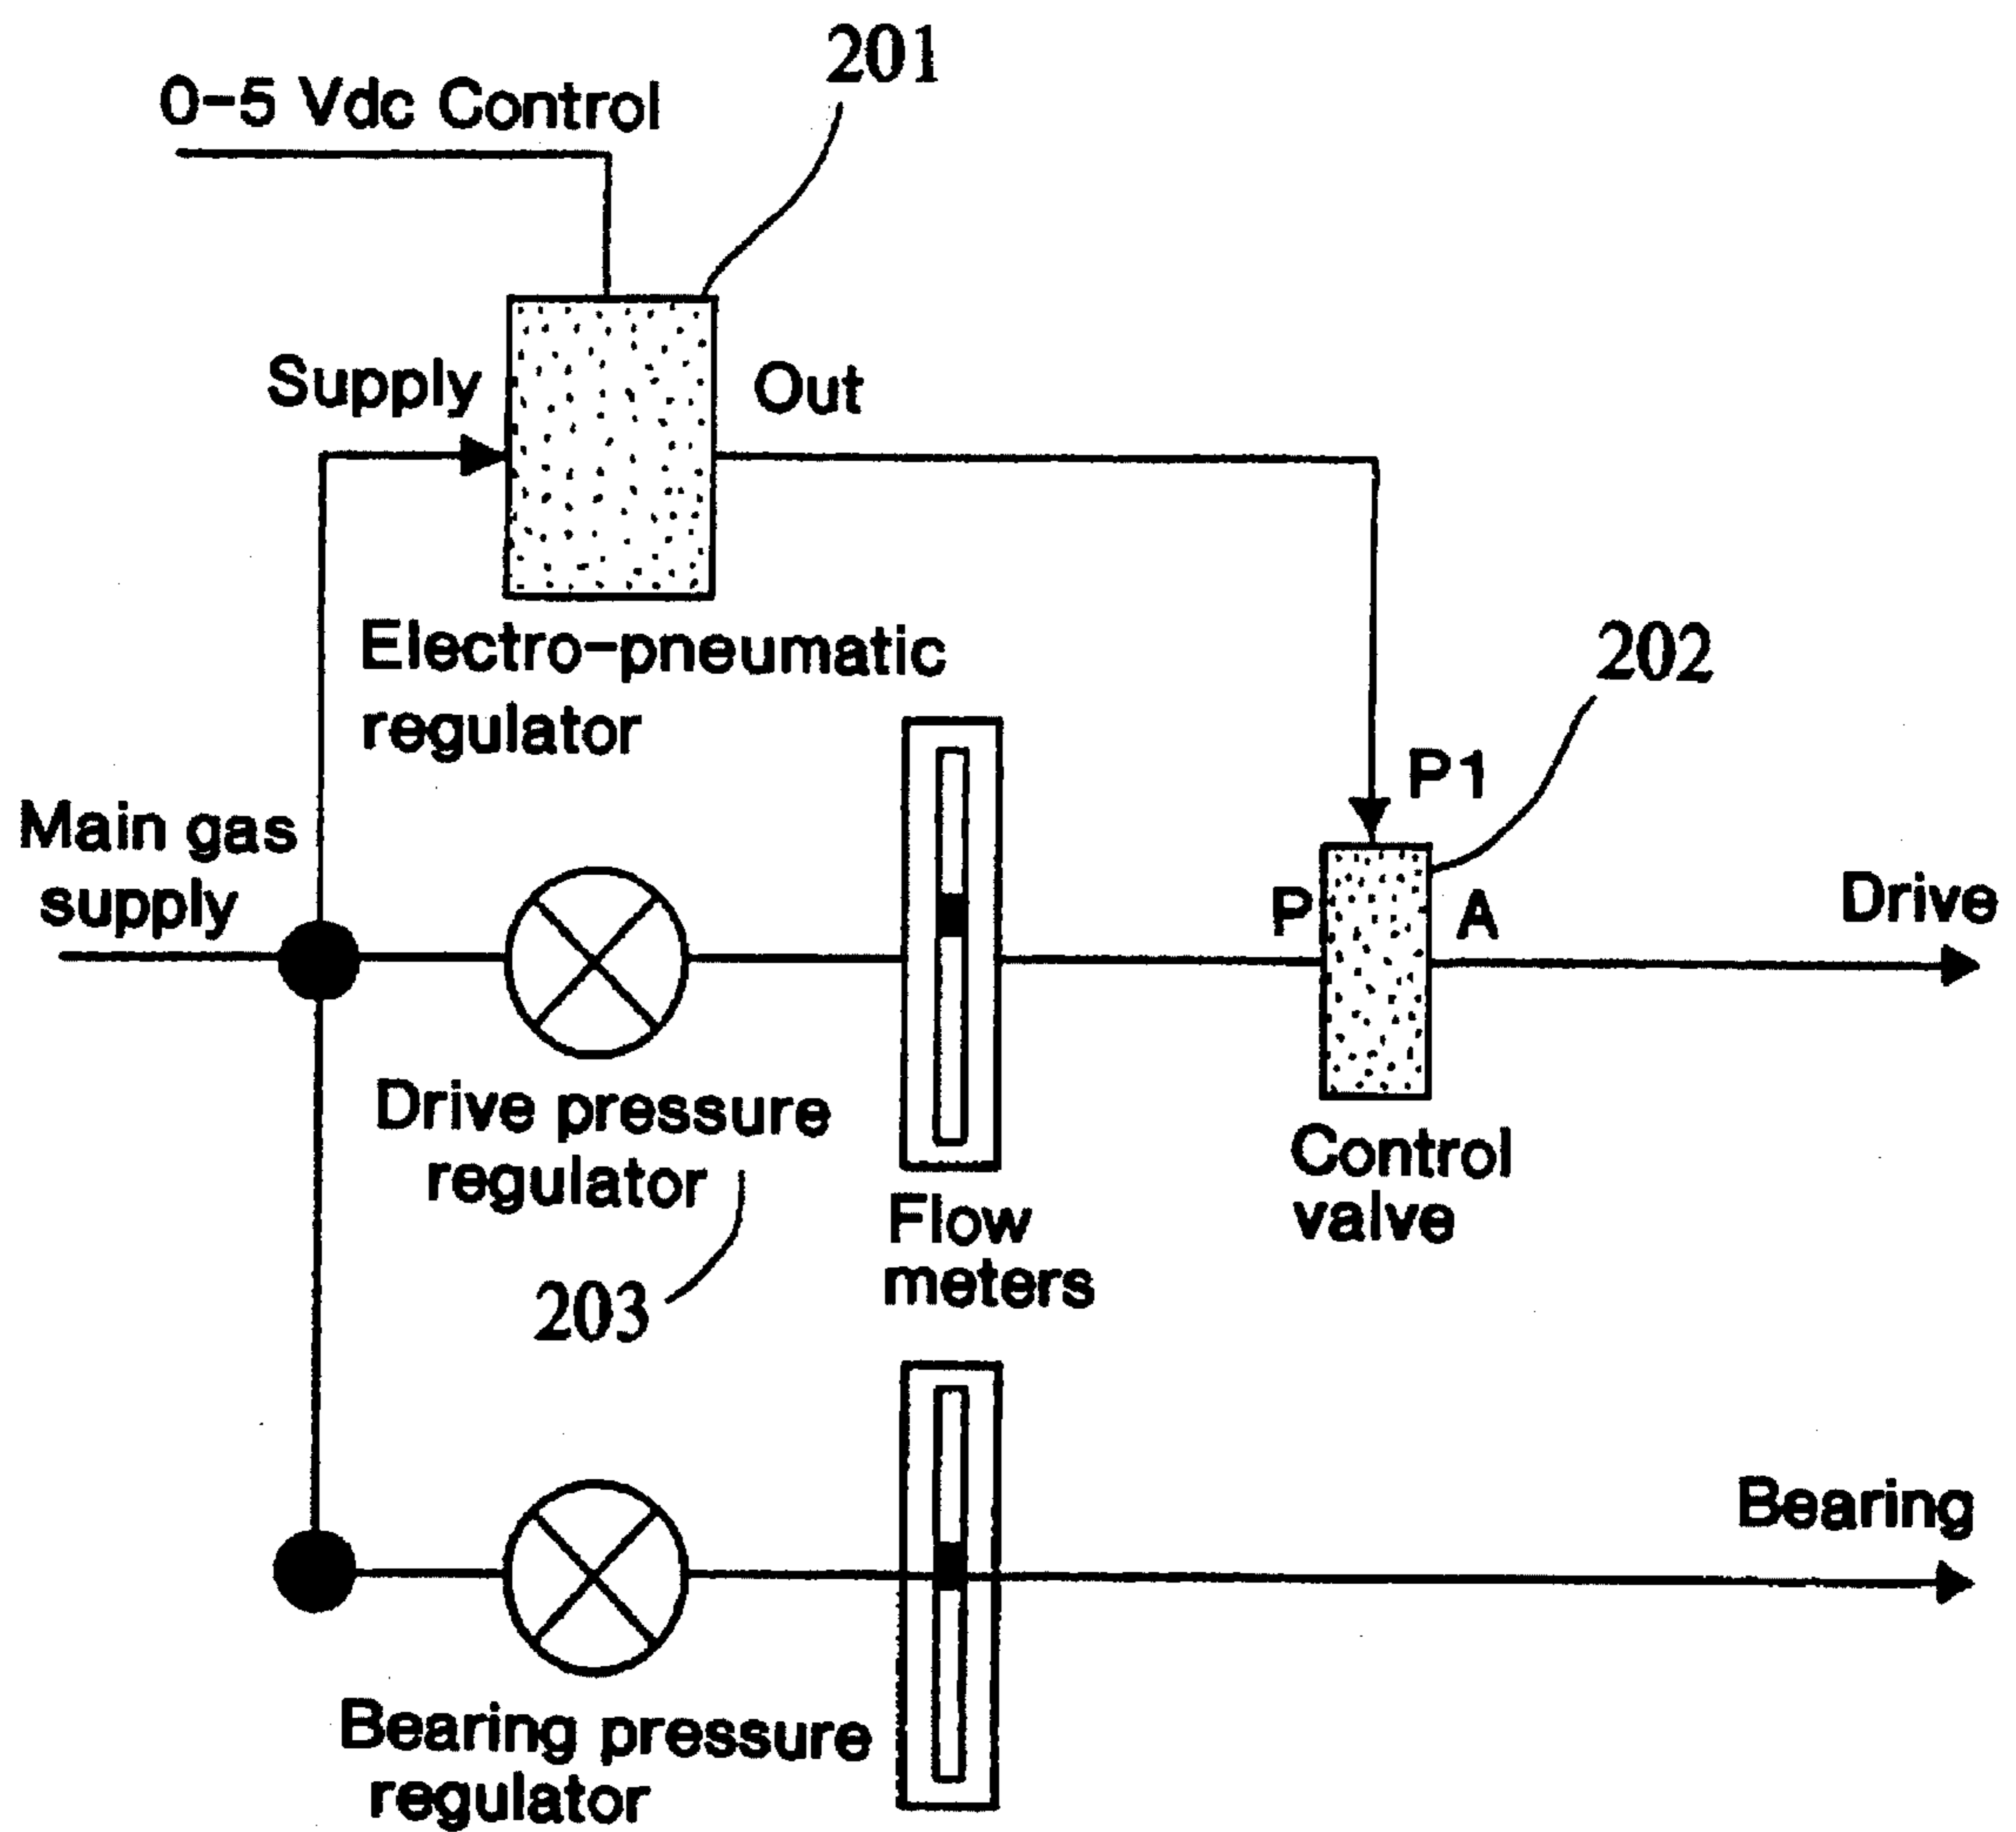 201
0-5 Vdc Control
Supply
Out
Electro-pneumatic
regulator
202
P1
Main gas
supply
P
A
Drive
Drive pressure
regulator
203
Flow
meters
Control
valve
Bearing
Bearing pressure
regulator